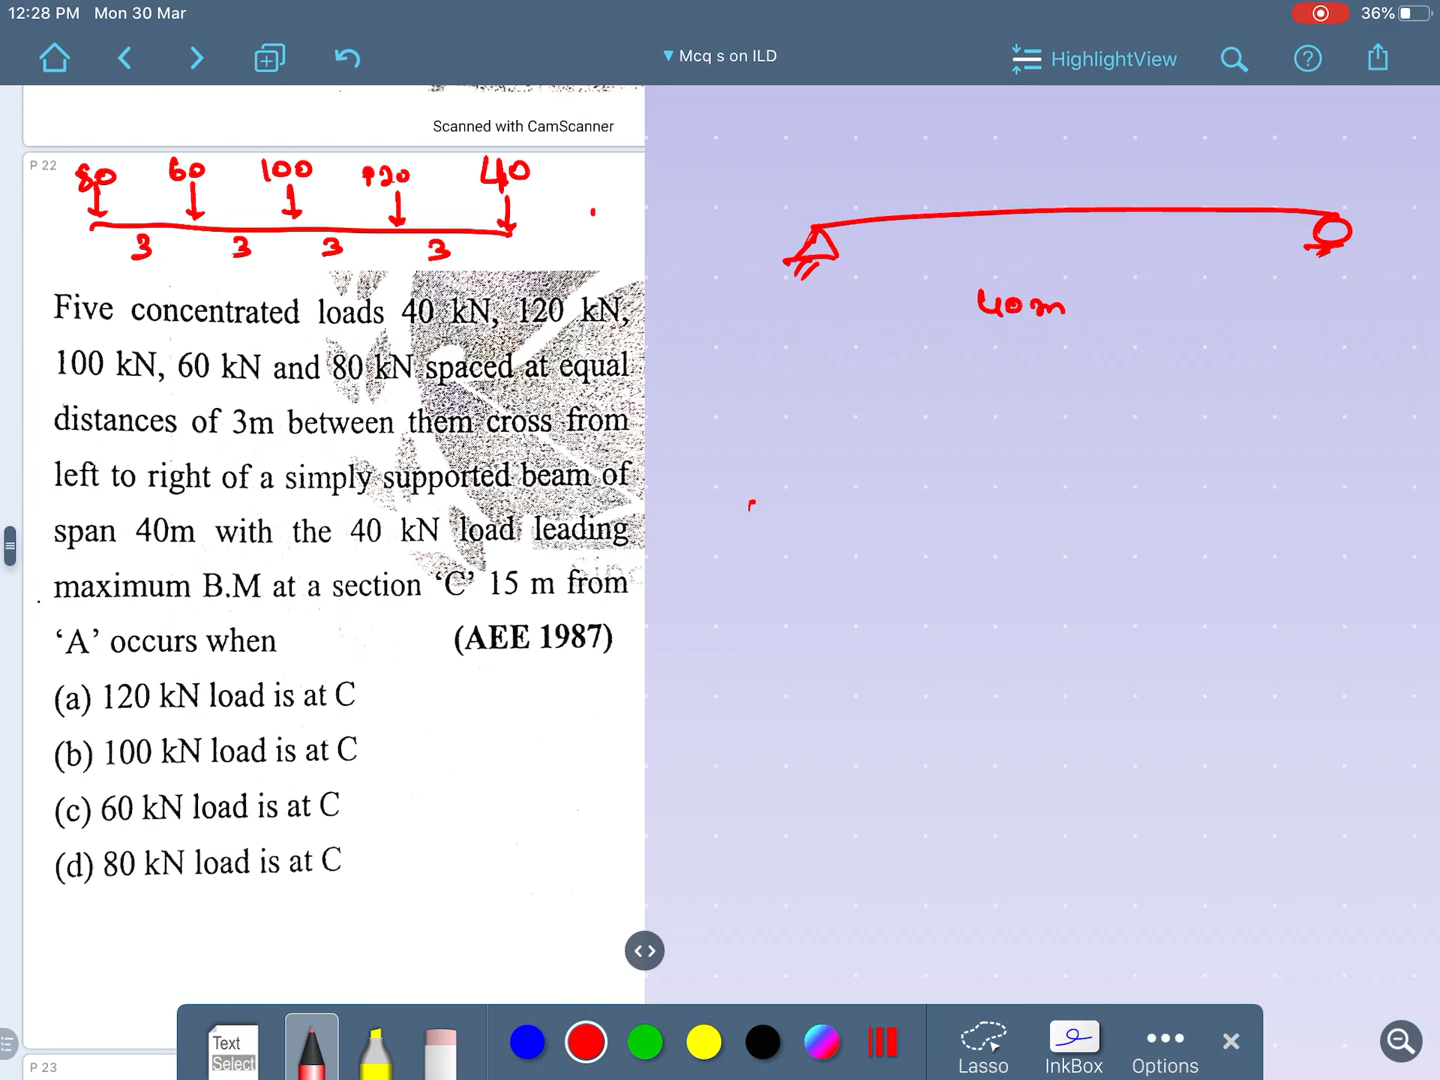 12:28 PM Mon 30 Mar
36%
▼ Mcq s on ILD
HighlightView
Scanned with CamScanner
P 22
80 60 100 120 40
3 3 3 3
40m
Five concentrated loads 40 kN, 120 kN,
100 kN, 60 kN and 80 kN spaced at equal
distances of 3m between them cross from
left to right of a simply supported beam of
span 40m with the 40 kN load leading
maximum B.M at a section ‘C’ 15 m from
‘A’ occurs when (AEE 1987)
(a) 120 kN load is at C
(b) 100 kN load is at C
(c) 60 kN load is at C
(d) 80 kN load is at C
P 23
Text
Select
Lasso
InkBox
Options